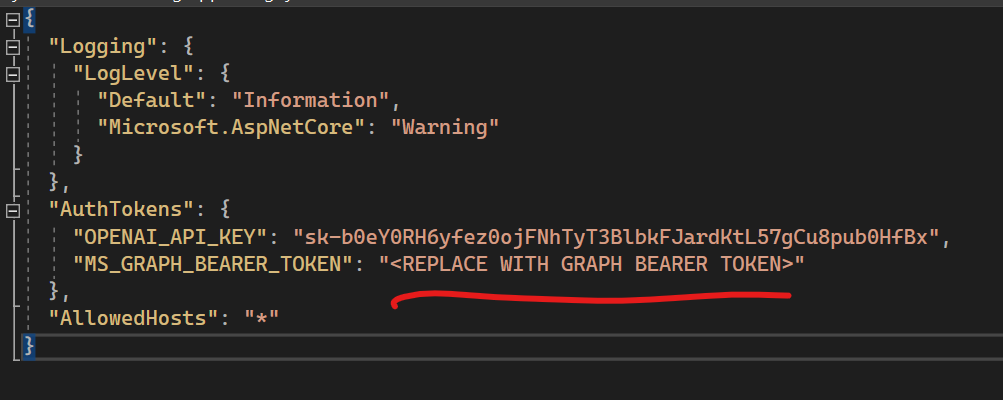 {
"Logging": {
"LogLevel": {
"Default": "Information",
"Microsoft.AspNetCore": "Warning"
}
},
"AuthTokens": {
"OPENAI_API_KEY": "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",
"MS_GRAPH_BEARER_TOKEN": "<REPLACE WITH GRAPH BEARER TOKEN>"
},
"AllowedHosts": "*"
}